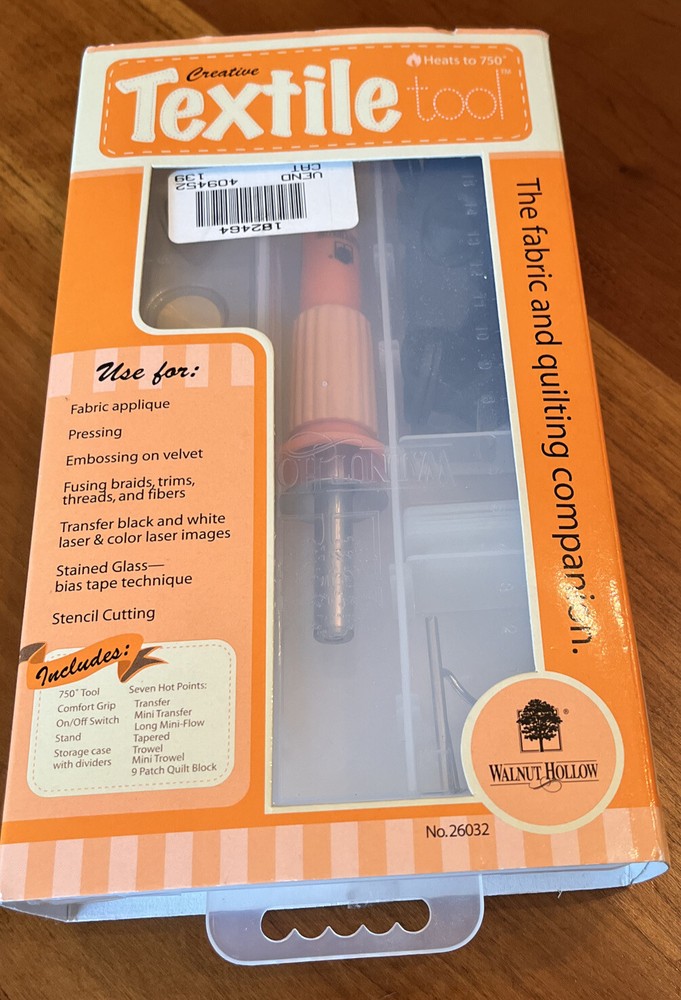 Creative
Heats to 750°
Textile tool™
VEND
CAT
409452
139
102464
The fabric and quilting companion.
Use for:
Fabric applique
Pressing
Embossing on velvet
Fusing braids, trims,
threads, and fibers
Transfer black and white
laser & color laser images
Stained Glass—
bias tape technique
Stencil Cutting
Includes:
750° Tool
Comfort Grip
On/Off Switch
Stand
Storage case
with dividers
Seven Hot Points:
Transfer
Mini Transfer
Long Mini-Flow
Tapered
Trowel
Mini Trowel
9 Patch Quilt Block
®
WALNUT HOLLOW
No. 26032